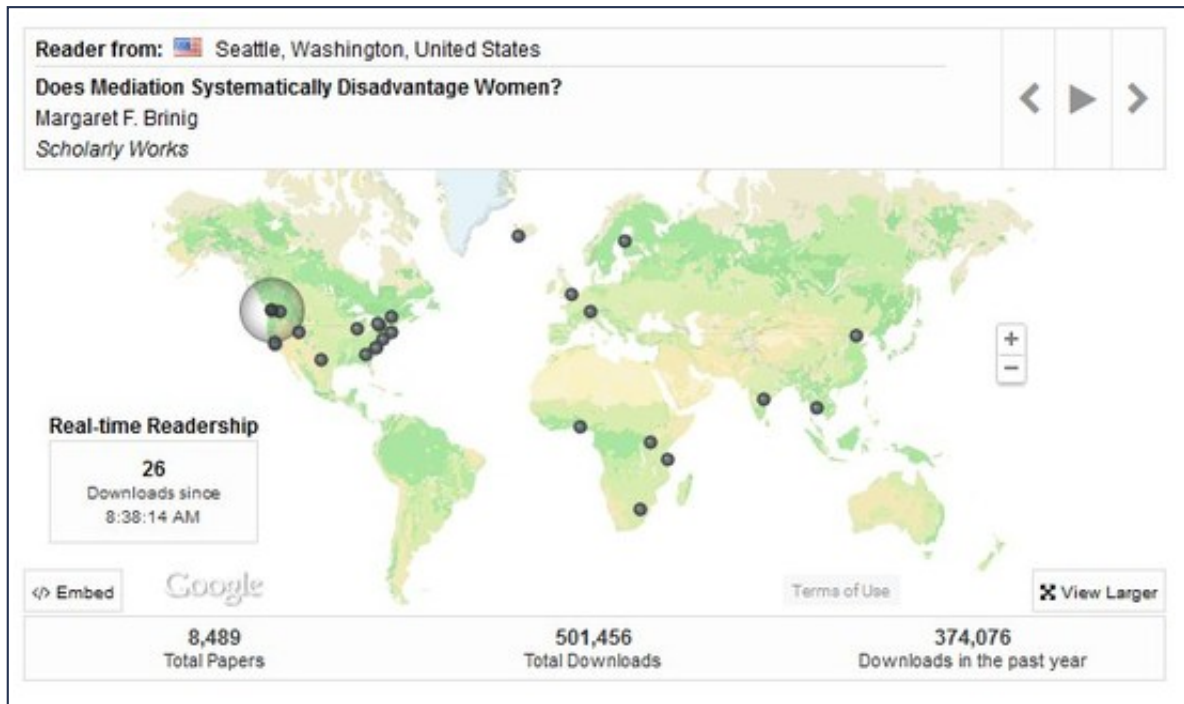 Reader from: Seattle, Washington, United States
Does Mediation Systematically Disadvantage Women?
Margaret F. Brinig
Scholarly Works
Real-time Readership
26
Downloads since
8:38:14 AM
</> Embed
Google
Terms of Use
View Larger
8,489
Total Papers
501,456
Total Downloads
374,076
Downloads in the past year